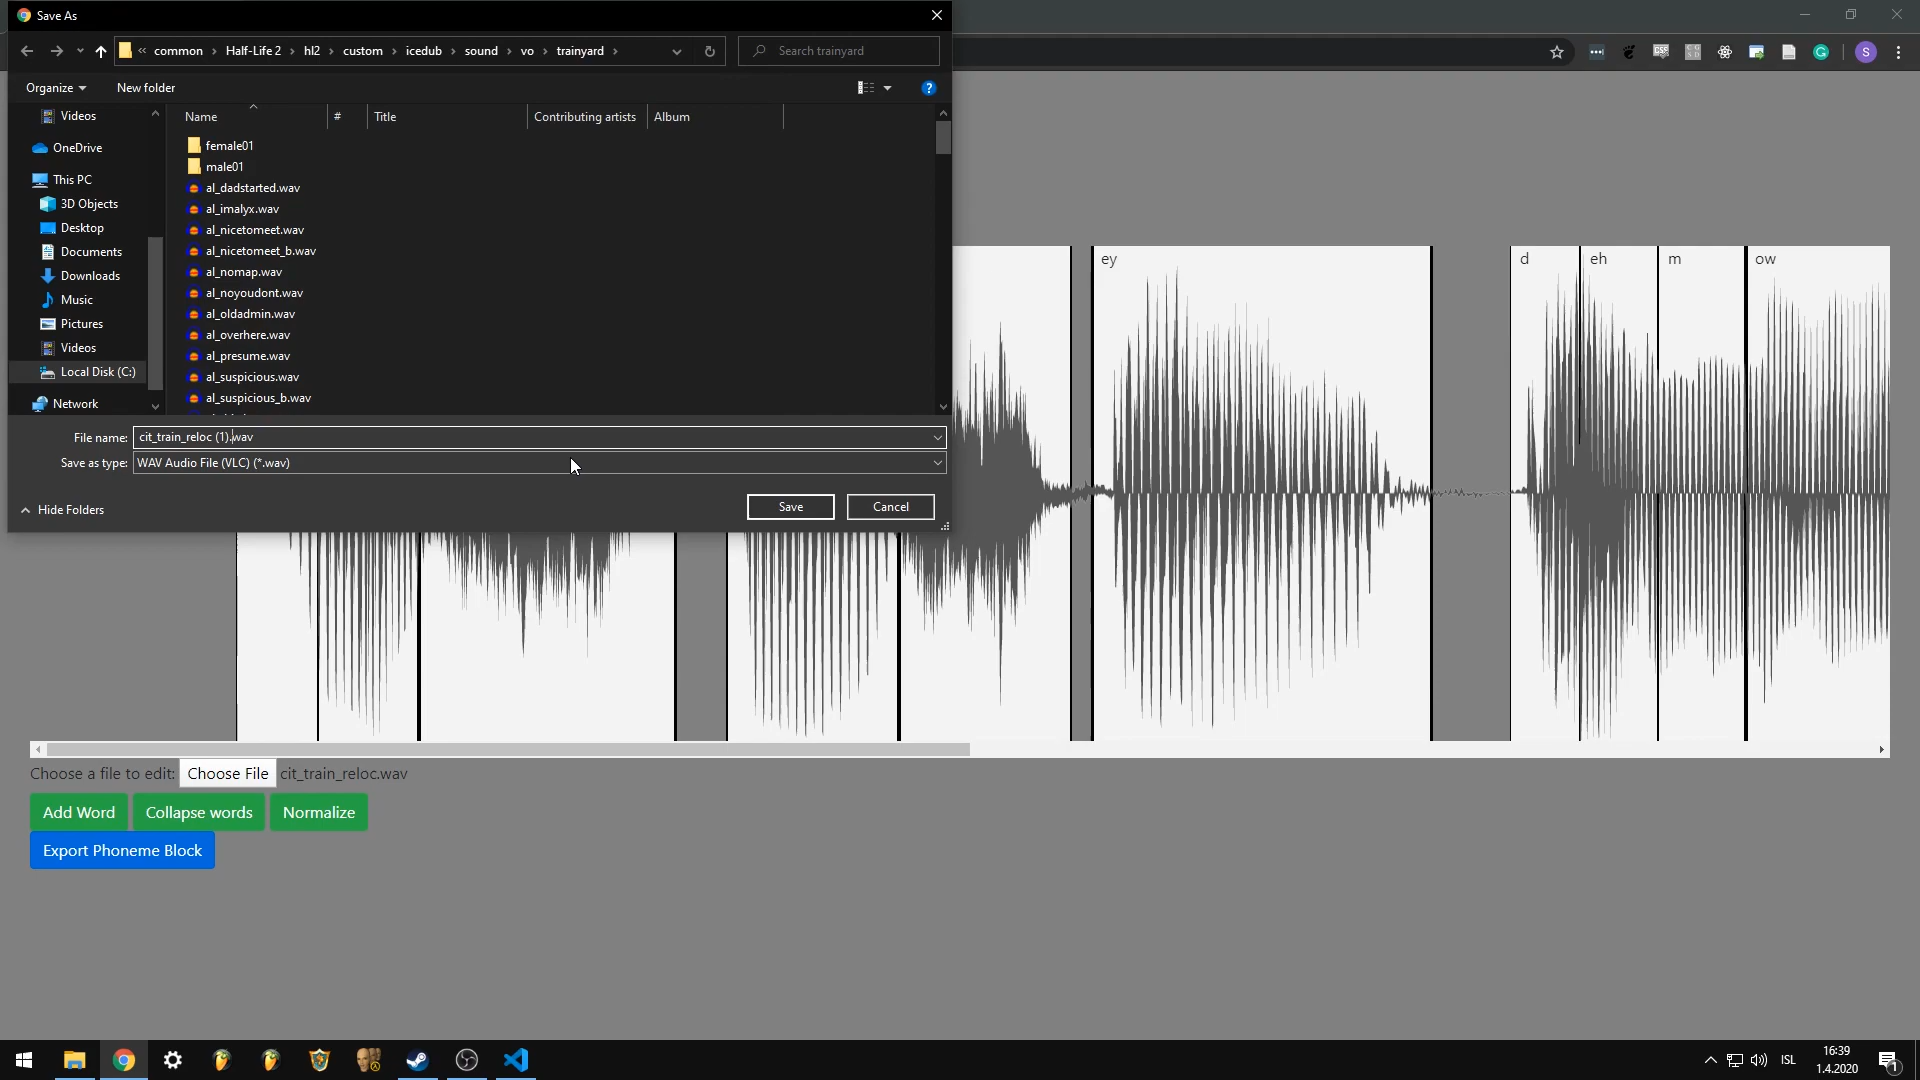 Save As
« common › Half-Life 2 › hl2 › custom › icedub › sound › vo › trainyard ›
Search trainyard
Organize
New folder
Name
#
Title
Contributing artists
Album
Videos
OneDrive
This PC
3D Objects
Desktop
Documents
Downloads
Music
Pictures
Videos
Local Disk (C:)
Network
female01
male01
al_dadstarted.wav
al_imalyx.wav
al_nicetomeet.wav
al_nicetomeet_b.wav
al_nomap.wav
al_noyoudont.wav
al_oldadmin.wav
al_overhere.wav
al_presume.wav
al_suspicious.wav
al_suspicious_b.wav
File name: cit_train_reloc (1).wav
Save as type: WAV Audio File (VLC) (*.wav)
Hide Folders
Save
Cancel
S
ey
d
eh
m
ow
Choose a file to edit: Choose File cit_train_reloc.wav
Add Word
Collapse words
Normalize
Export Phoneme Block
ISL
16:39
1.4.2020
1